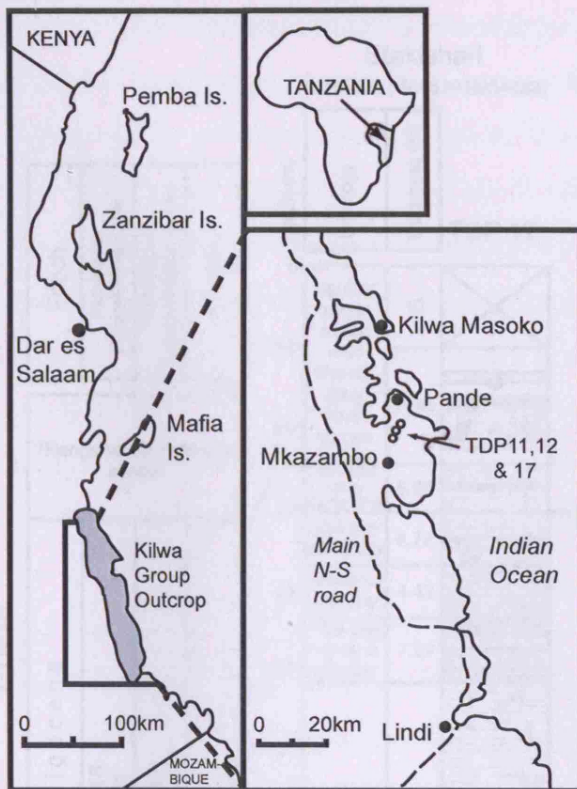 KENYA
Pemba Is.
Zanzibar Is.
Dar es
Salaam
Mafia
Is.
Kilwa
Group
Outcrop
0 100km
MOZAM-
BIQUE
TANZANIA
Kilwa Masoko
Pande
TDP11,12
& 17
Mkazambo
Main
N-S
road
Indian
Ocean
0 20km
Lindi